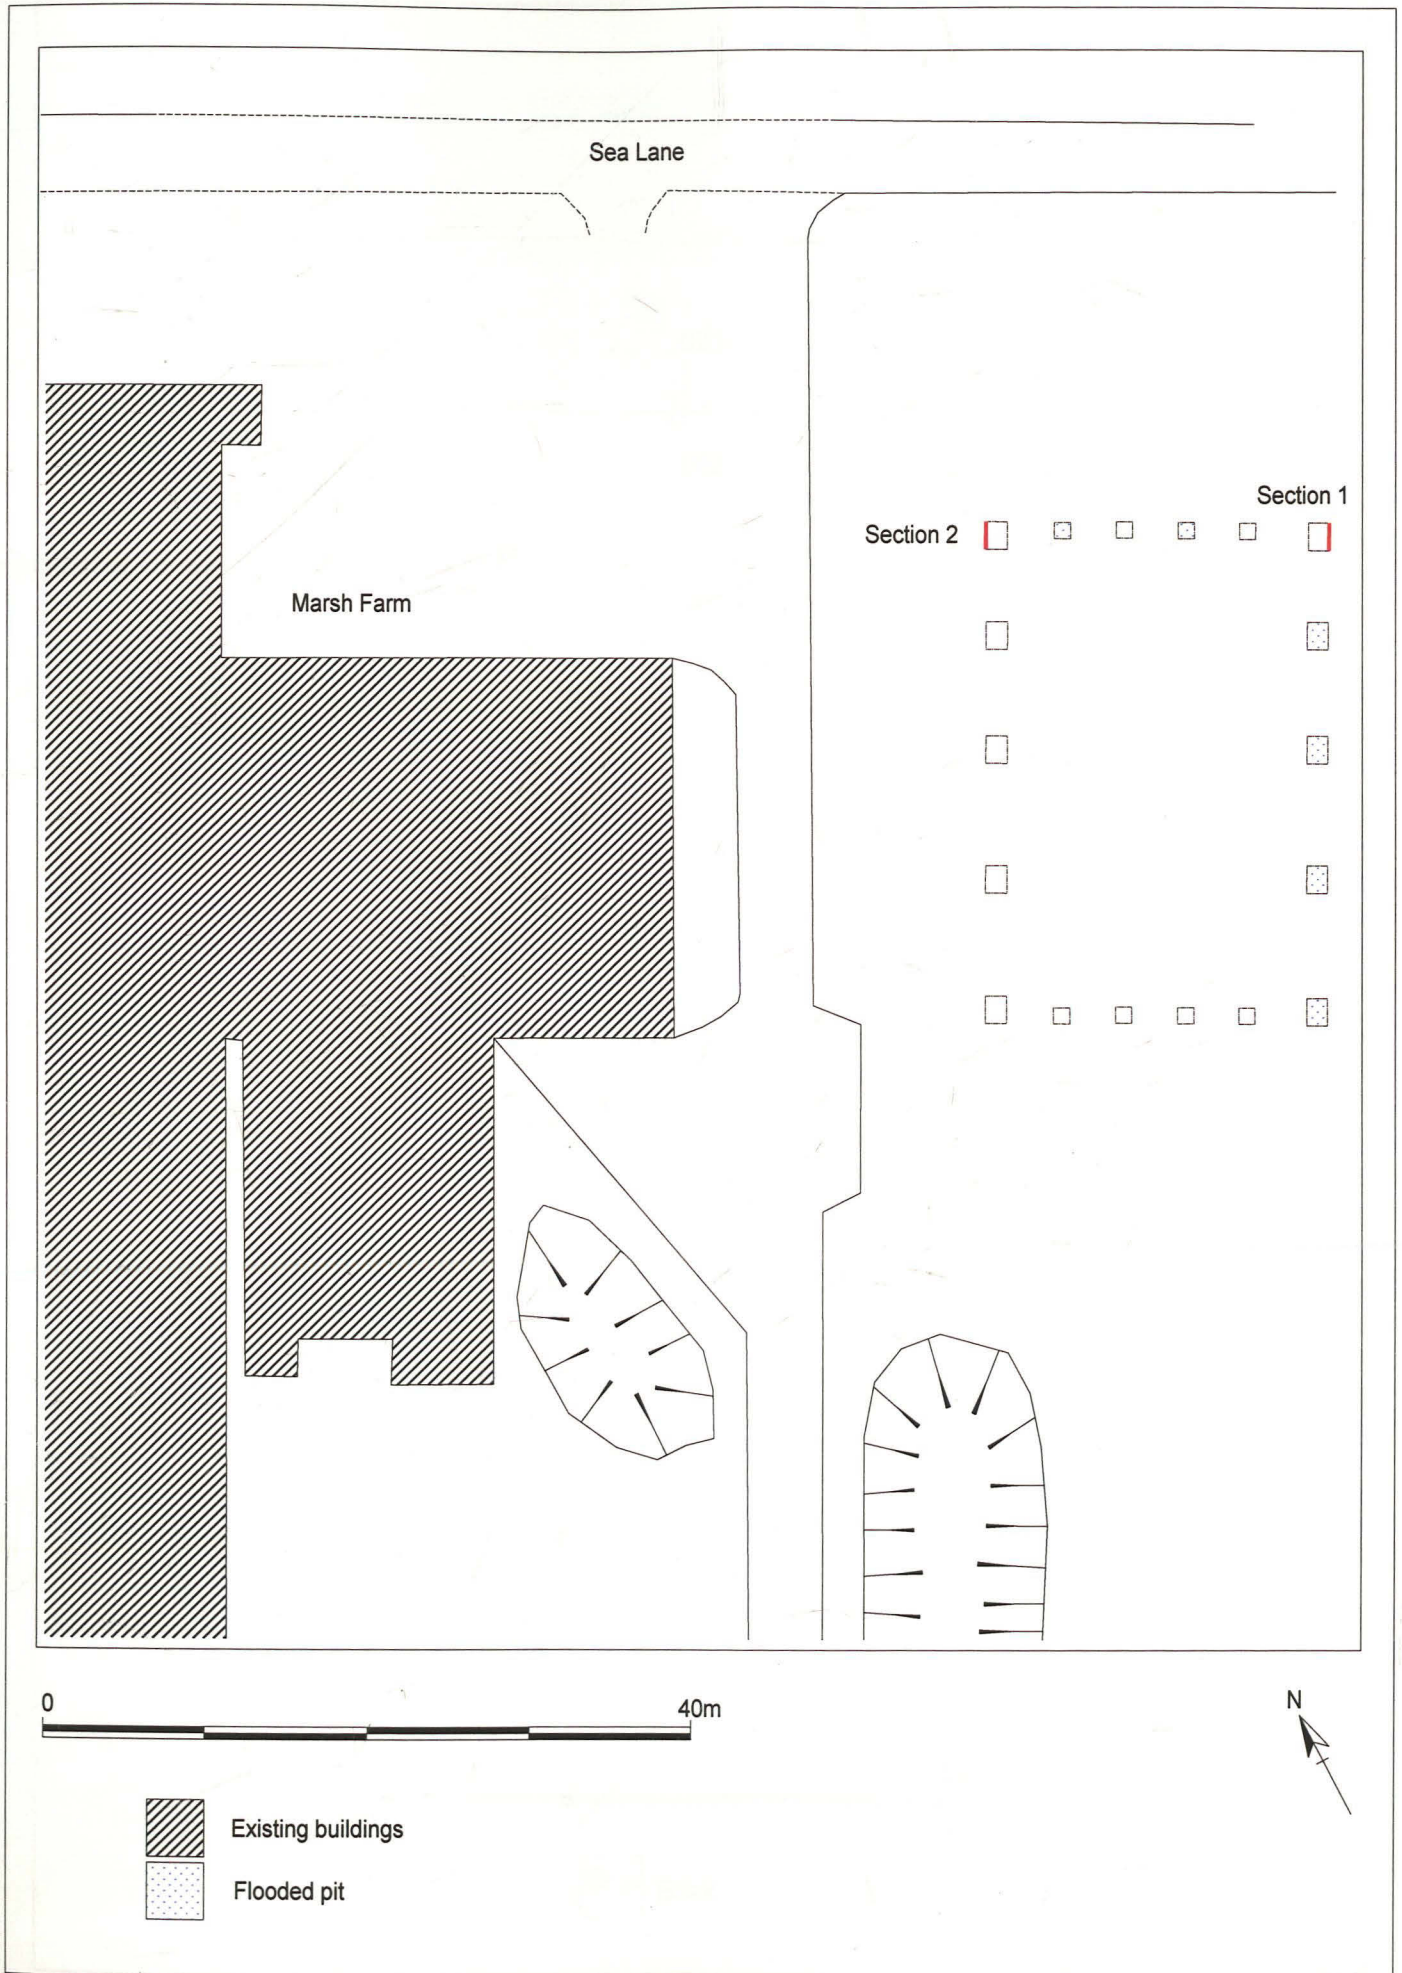 Sea Lane
Section 1
Section 2
Marsh Farm
0 40m
N
Existing buildings
Flooded pit